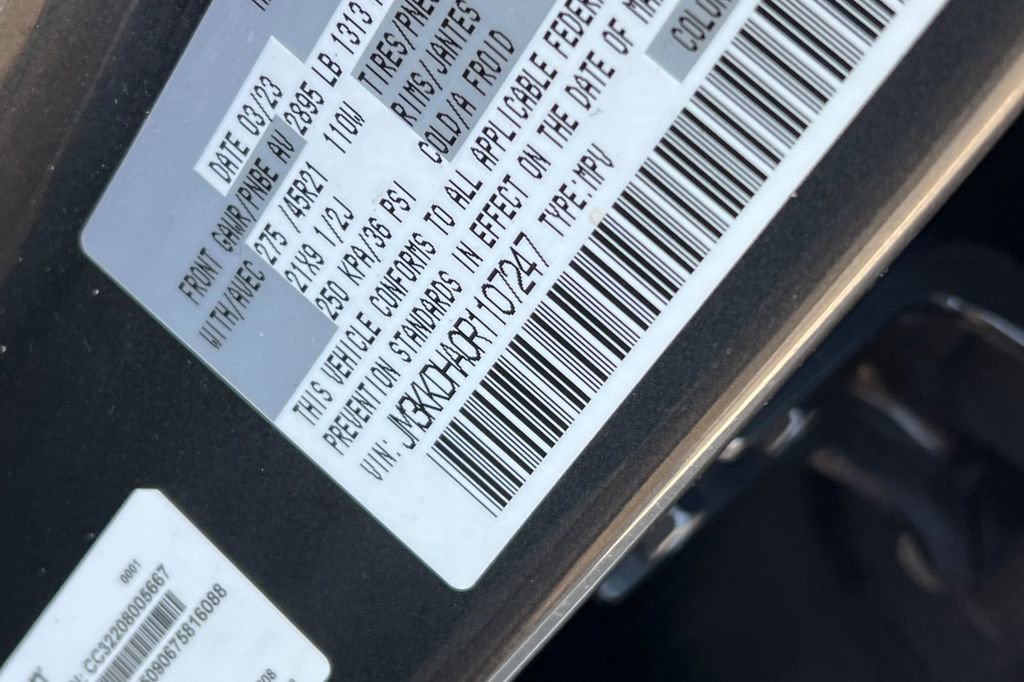 DATE 03/23
FRONT GAWR/PNBE AV 2895 LB 1313
WITH/AVEC 275 /45R21 110W TIRES/PNE
21X9 1/2J RIMS/JANTES
250 KPA/36 PSI COLD/A FROID
THIS VEHICLE CONFORMS TO ALL APPLICABLE FEDER
PREVENTION STANDARDS IN EFFECT ON THE DATE OF MA
VIN: JM3KKDHA0R1107247 TYPE:MPV COLOR
0001
CC32208005667
5090675816088